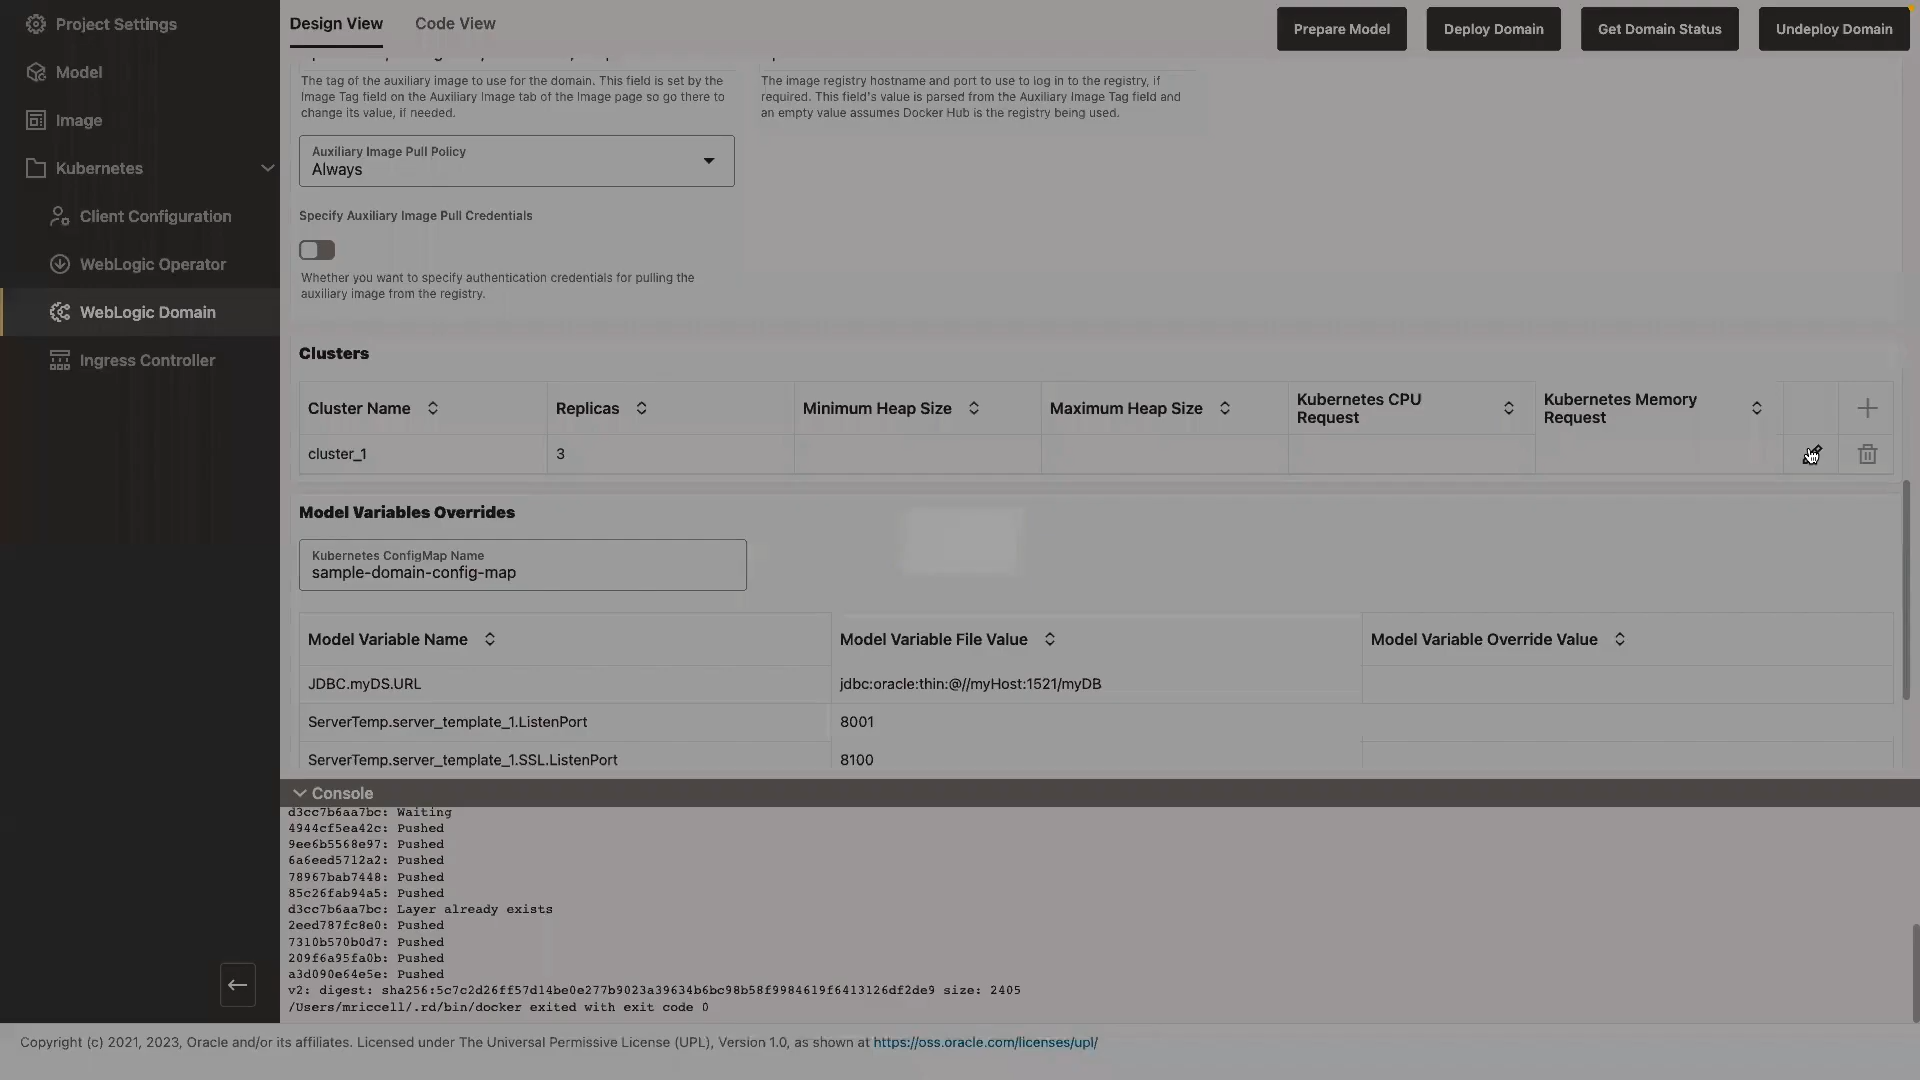 Project Settings
Model
Image
Kubernetes
Client Configuration
WebLogic Operator
WebLogic Domain
Ingress Controller
Design View
Code View
Prepare Model
Deploy Domain
Get Domain Status
Undeploy Domain
The tag of the auxiliary image to use for the domain. This field is set by the
Image Tag field on the Auxiliary Image tab of the Image page so go there to
change its value, if needed.
The image registry hostname and port to use to log in to the registry, if
required. This field's value is parsed from the Auxiliary Image Tag field and
an empty value assumes Docker Hub is the registry being used.
Auxiliary Image Pull Policy
Always
Specify Auxiliary Image Pull Credentials
Whether you want to specify authentication credentials for pulling the
auxiliary image from the registry.
Clusters
Cluster Name
Replicas
Minimum Heap Size
Maximum Heap Size
Kubernetes CPU
Request
Kubernetes Memory
Request
cluster_1
3
Model Variables Overrides
Kubernetes ConfigMap Name
sample-domain-config-map
Model Variable Name
Model Variable File Value
Model Variable Override Value
JDBC.myDS.URL
jdbc:oracle:thin:@//myHost:1521/myDB
ServerTemp.server_template_1.ListenPort
8001
ServerTemp.server_template_1.SSL.ListenPort
8100
Console
d3cc7b6aa7bc: Waiting
4944cf5ea42c: Pushed
9ee6b5568e97: Pushed
6a6eed5712a2: Pushed
78967bab7448: Pushed
85c26fab94a5: Pushed
d3cc7b6aa7bc: Layer already exists
2eed787fc8e0: Pushed
7310b570b0d7: Pushed
209f6a95fa0b: Pushed
a3d090e64e5e: Pushed
v2: digest: sha256:5c7c2d26ff57d14be0e277b9023a39634b6bc98b58f9984619f6413126df2de9 size: 2405
/Users/mriccell/.rd/bin/docker exited with exit code 0
Copyright (c) 2021, 2023, Oracle and/or its affiliates. Licensed under The Universal Permissive License (UPL), Version 1.0, as shown at https://oss.oracle.com/licenses/upl/